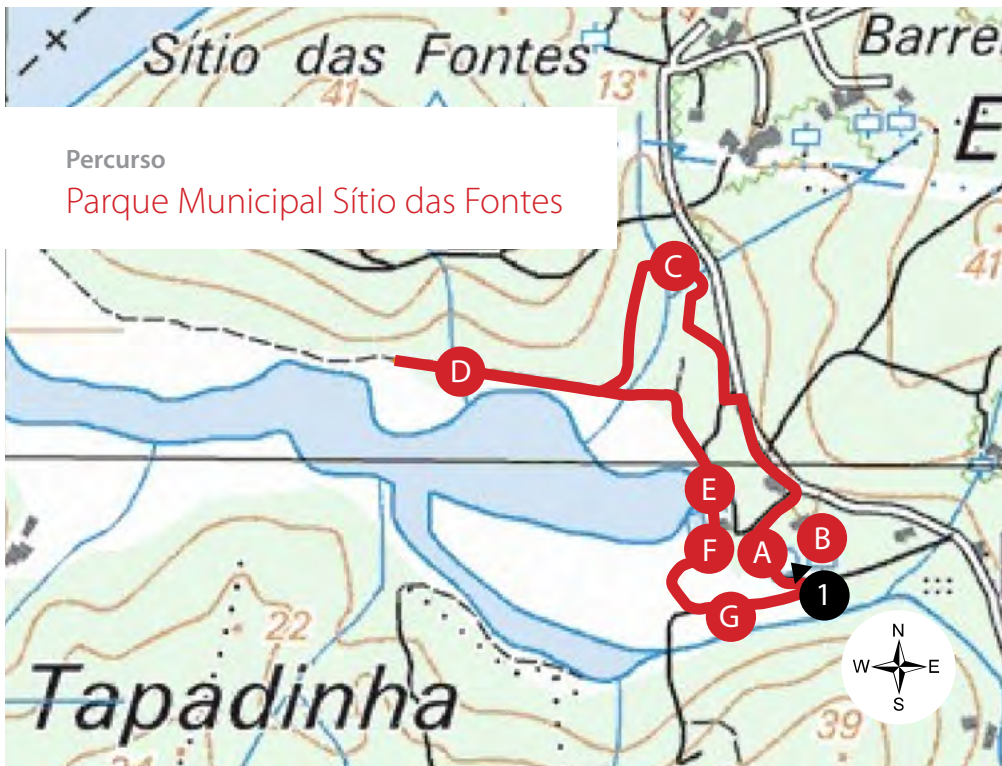 Sítio das Fontes
Barre
41
13
E
Percurso
Parque Municipal Sítio das Fontes
C
41
D
E
F
A
B
1
G
22
N
W E
S
Tapadinha
39